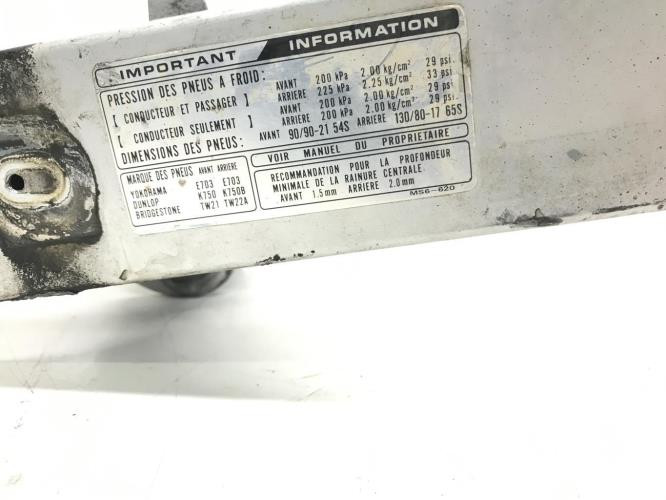 IMPORTANT INFORMATION
PRESSION DES PNEUS A FROID:
[ CONDUCTEUR ET PASSAGER ] AVANT 200 kPa 2.00 kg/cm² 29 psi
ARRIERE 225 kPa 2.25 kg/cm² 33 psi
[ CONDUCTEUR SEULEMENT ] AVANT 200 kPa 2.00 kg/cm² 29 psi
ARRIERE 200 kPa 2.00 kg/cm² 29 psi
DIMENSIONS DES PNEUS: AVANT 90/90-21 54S ARRIERE 130/80-17 65S
MARQUE DES PNEUS AVANT ARRIERE
YOKOHAMA E703 E703
DUNLOP K750 K750B
BRIDGESTONE TW21 TW22A
VOIR MANUEL DU PROPRIETAIRE
RECOMMANDATION POUR LA PROFONDEUR
MINIMALE DE LA RAINURE CENTRALE
AVANT 1.5mm ARRIERE 2.0mm
MS6-620